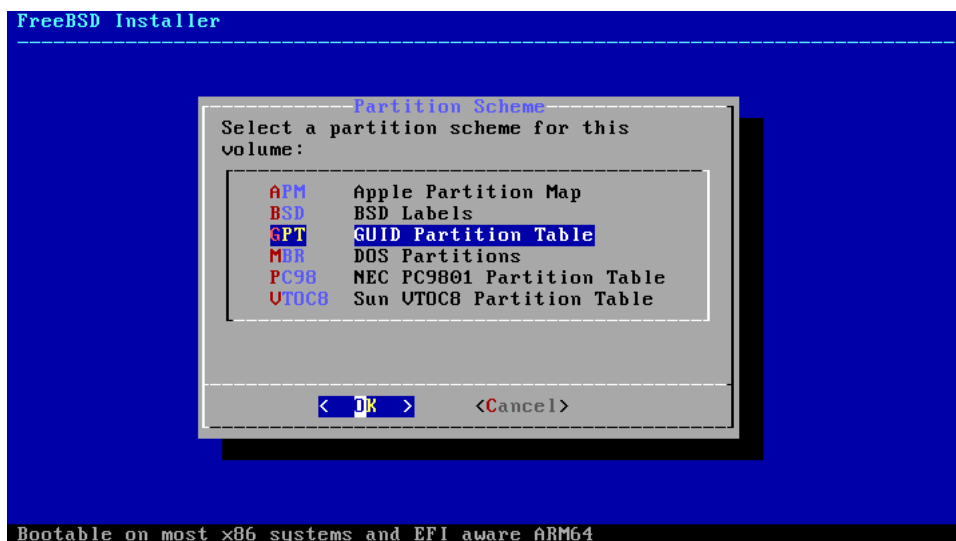 FreeBSD Installer
Partition Scheme
Select a partition scheme for this
volume:
APM Apple Partition Map
BSD BSD Labels
GPT GUID Partition Table
MBR DOS Partitions
PC98 NEC PC9801 Partition Table
VTOC8 Sun VTOC8 Partition Table
< OK > <Cancel>
Bootable on most x86 systems and EFI aware ARM64